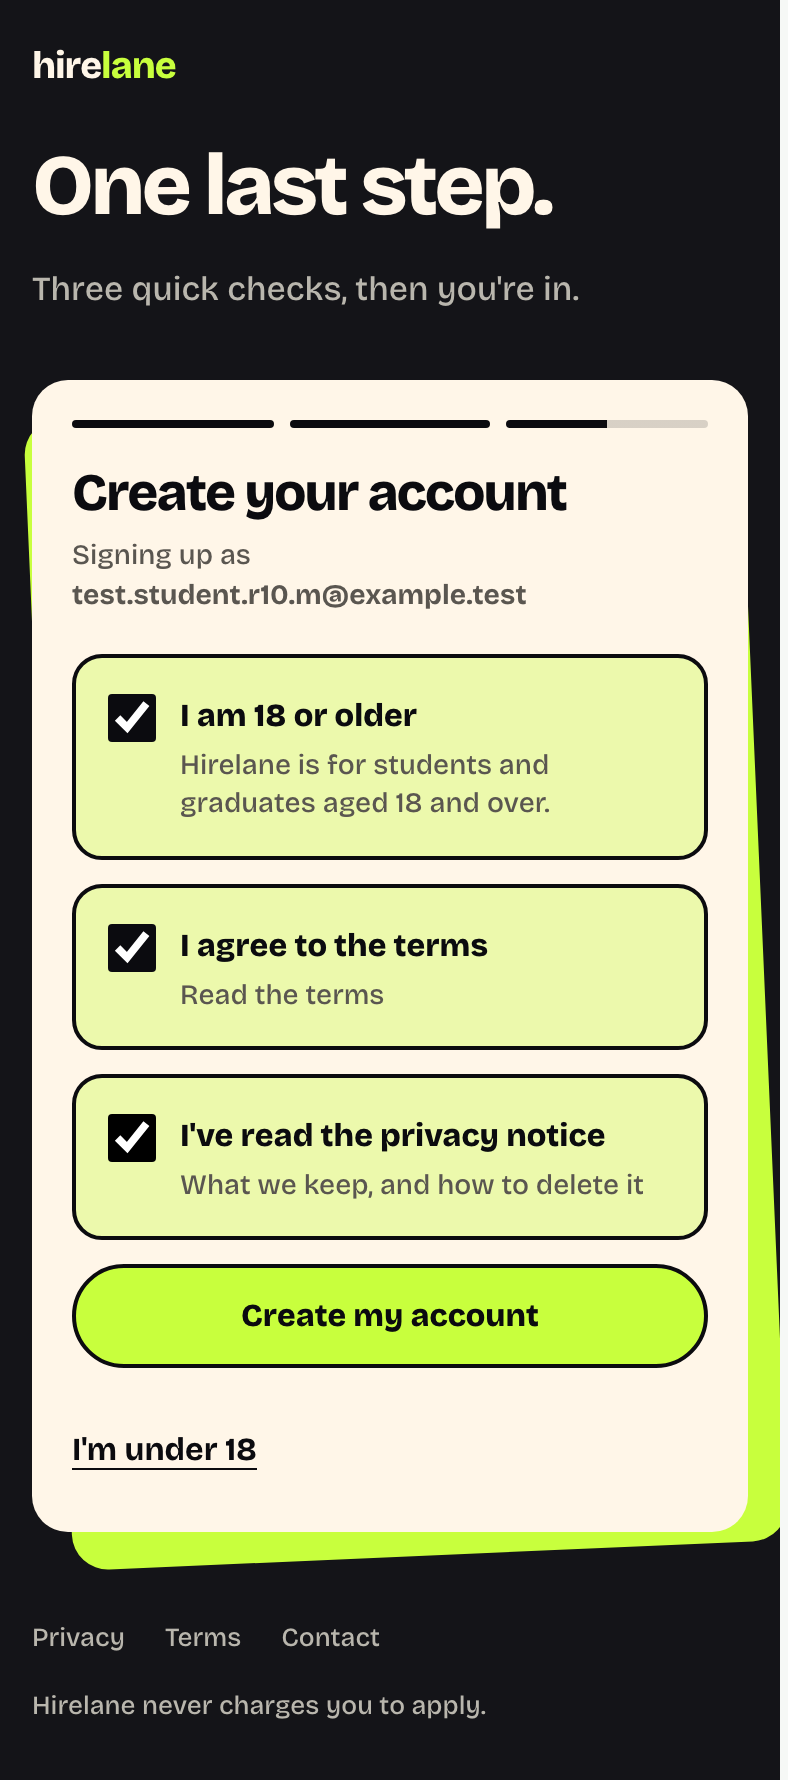 hirelane
One last step.
Three quick checks, then you're in.
Create your account
Signing up as
test.student.r10.m@example.test
I am 18 or older
Hirelane is for students and
graduates aged 18 and over.
I agree to the terms
Read the terms
I've read the privacy notice
What we keep, and how to delete it
Create my account
I'm under 18
Privacy Terms Contact
Hirelane never charges you to apply.